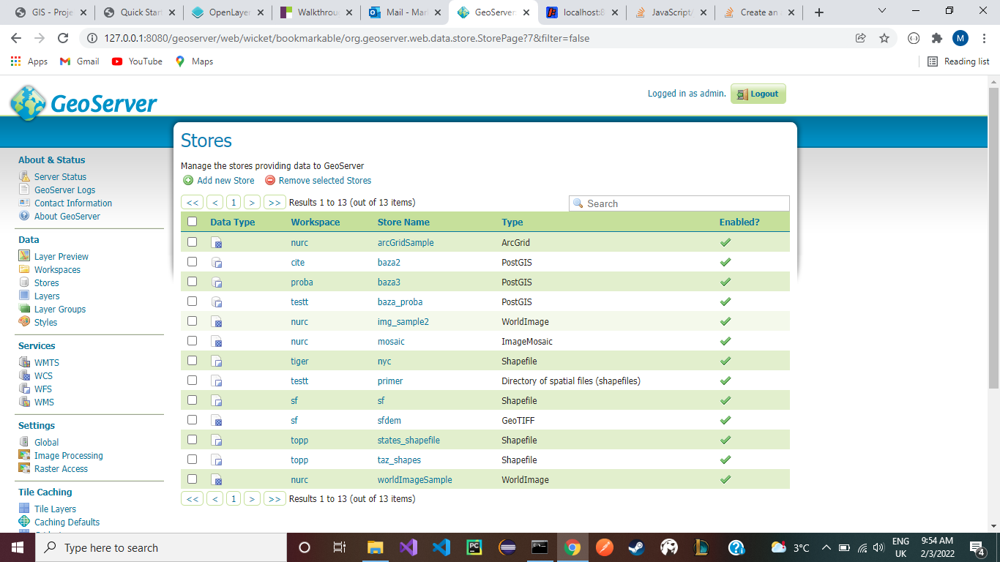 GIS - Proje
Quick Start
OpenLayer
Walkthrou
Mail - Mar
GeoServer
localhost:8
JavaScript/
Create an
127.0.0.1:8080/geoserver/web/wicket/bookmarkable/org.geoserver.web.data.store.StorePage?7&filter=false
M
Apps
Gmail
YouTube
Maps
Reading list
GeoServer
Logged in as admin.
Logout
About & Status
Server Status
GeoServer Logs
Contact Information
About GeoServer
Data
Layer Preview
Workspaces
Stores
Layers
Layer Groups
Styles
Services
WMTS
WCS
WFS
WMS
Settings
Global
Image Processing
Raster Access
Tile Caching
Tile Layers
Caching Defaults
Stores
Manage the stores providing data to GeoServer
Add new Store
Remove selected Stores
<< < 1 > >> Results 1 to 13 (out of 13 items)
Search
Data Type Workspace Store Name Type Enabled?
nurc arcGridSample ArcGrid
cite baza2 PostGIS
proba baza3 PostGIS
testt baza_proba PostGIS
nurc img_sample2 WorldImage
nurc mosaic ImageMosaic
tiger nyc Shapefile
testt primer Directory of spatial files (shapefiles)
sf sf Shapefile
sf sfdem GeoTIFF
topp states_shapefile Shapefile
topp taz_shapes Shapefile
nurc worldImageSample WorldImage
<< < 1 > >> Results 1 to 13 (out of 13 items)
Type here to search
PC
3°C
ENG
UK
9:54 AM
2/3/2022
4